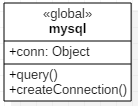 «global»
mysql
+conn: Object
+query()
+createConnection()